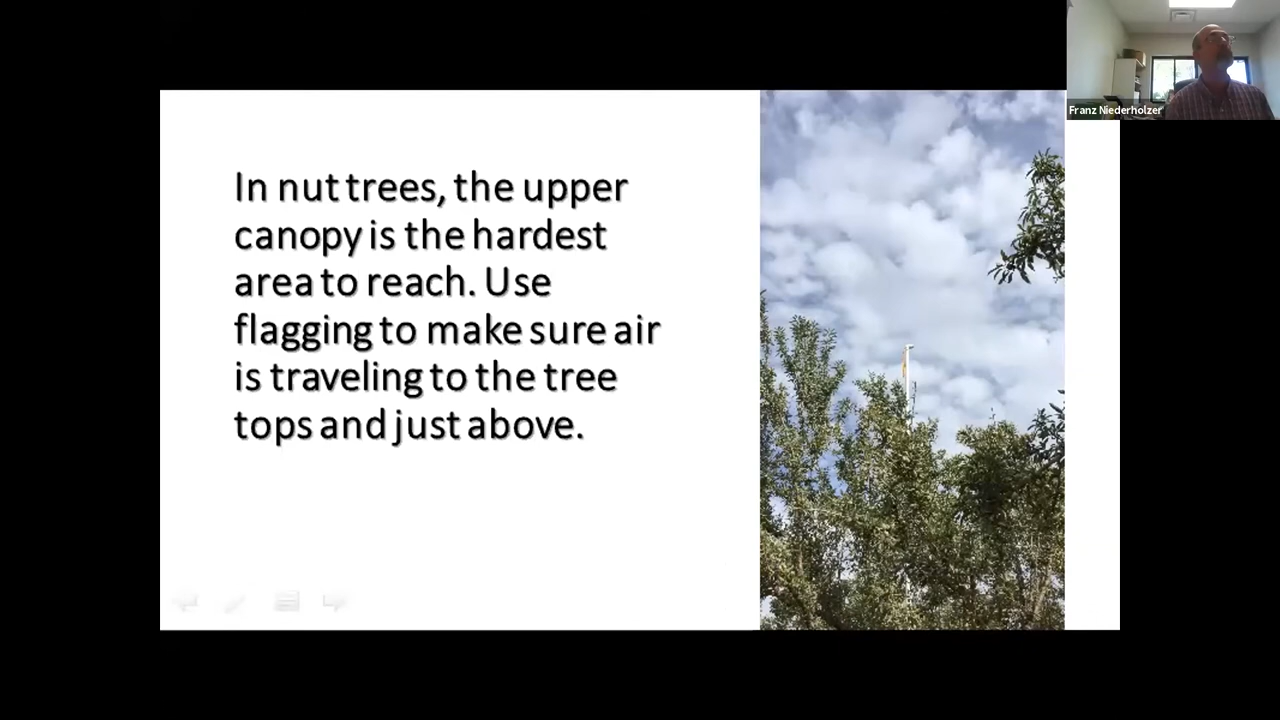 Franz Niederholzer
In nut trees, the upper
canopy is the hardest
area to reach. Use
flagging to make sure air
is traveling to the tree
tops and just above.